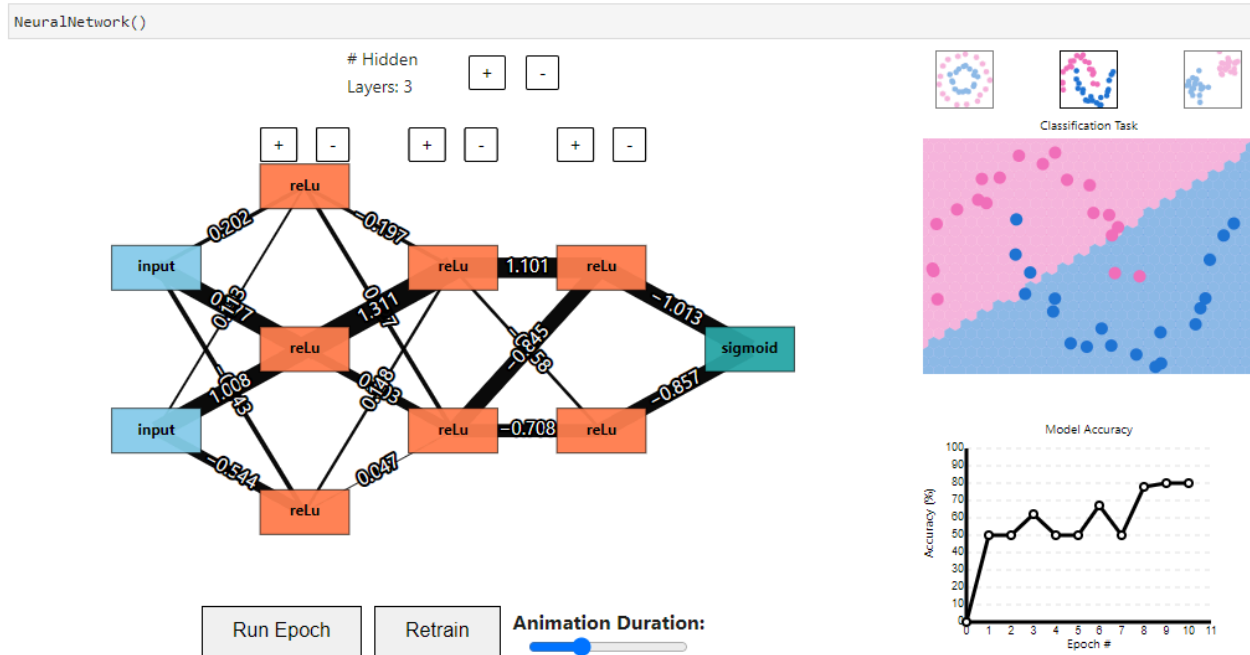 NeuralNetwork()
# Hidden
Layers: 3
+ -
+ - + - + -
Classification Task
reLu
0.202
−0.197
input
reLu
1.101
reLu
1.311
−1.013
reLu
sigmoid
1.008
−0.857
input
reLu
−0.708
reLu
−0.544
0.047
reLu
Model Accuracy
Accuracy (%)
100
90
80
70
60
50
40
30
20
10
0
0 1 2 3 4 5 6 7 8 9 10 11
Epoch #
Run Epoch
Retrain
Animation Duration: